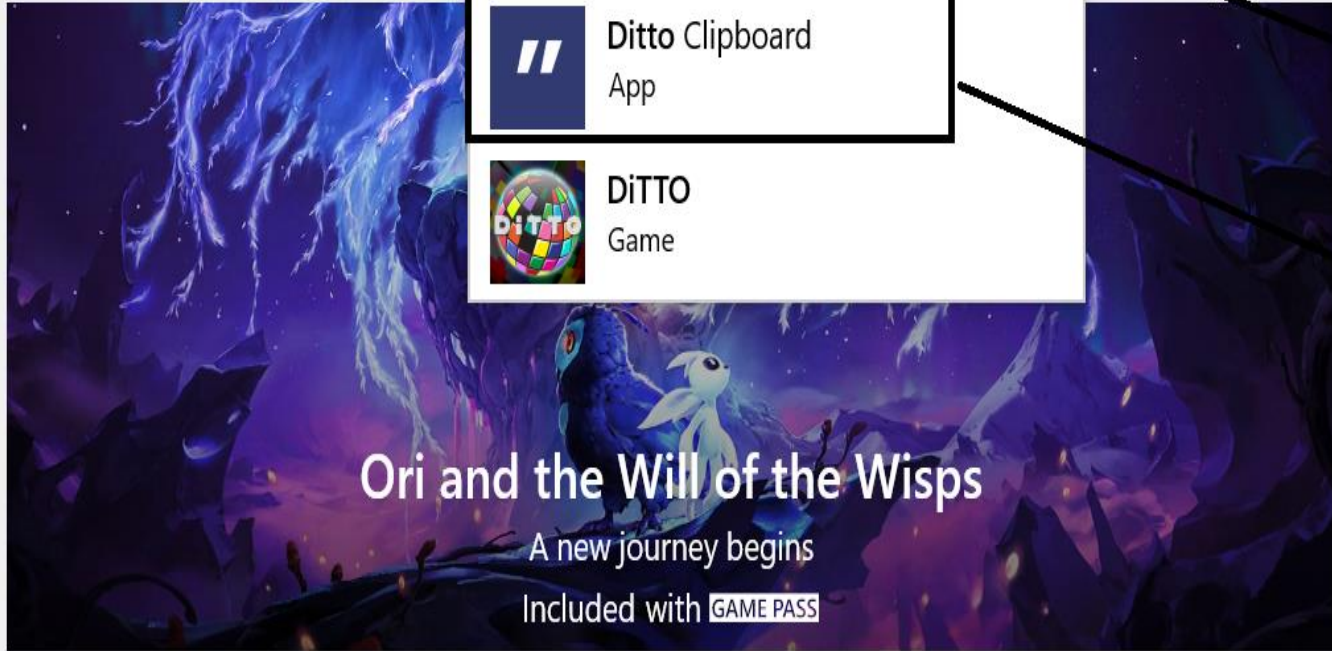 "
Ditto Clipboard
App
DiTTO
DiTTO
Game
Ori and the Will of the Wisps
A new journey begins
Included with GAME PASS